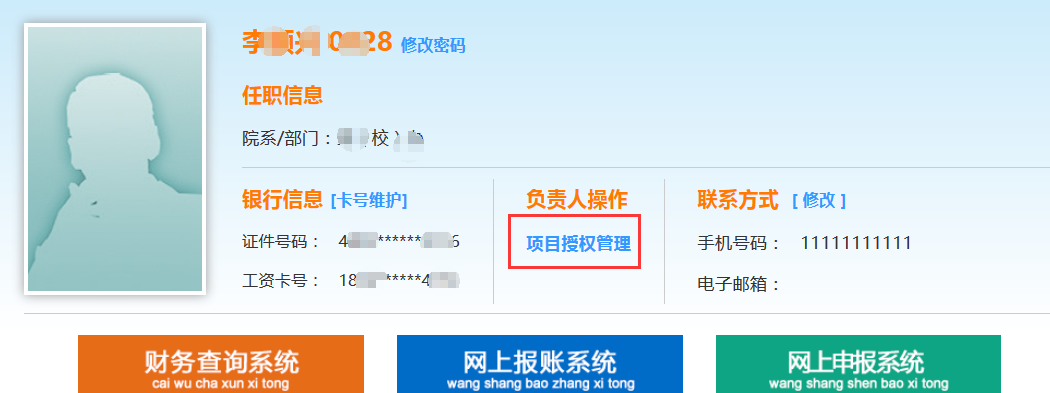 修改密码
任职信息
院系/部门：
校
银行信息 [卡号维护]
证件号码： 4 ****** 6
工资卡号 ： 18 *****4
负责人操作
项目授权管理
联系方式 [ 修改 ]
手机号码： 11111111111
电子邮箱：
财务查询系统
cai wu cha xun xi tong
网上报账系统
wang shang bao zhang xi tong
网上申报系统
wang shang shen bao xi tong